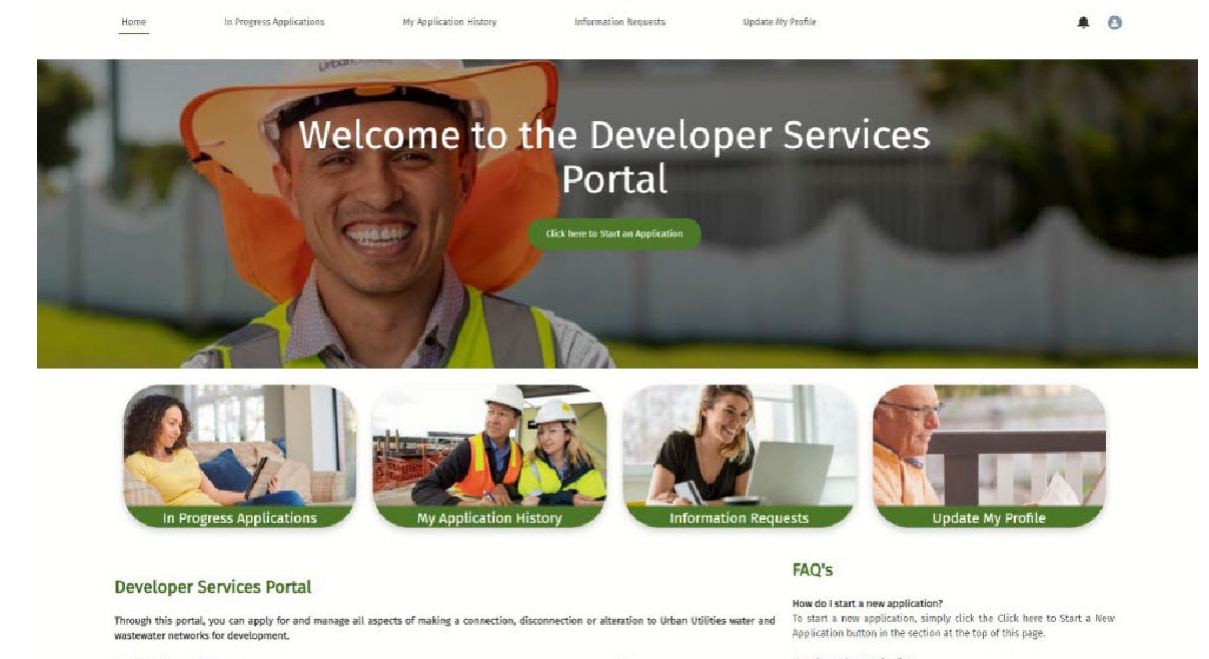 Home In Progress Applications My Application History Information Requests Update My Profile
urban
Welcome to the Developer Services
Portal
Click here to Start an Application
In Progress Applications My Application History Information Requests Update My Profile
Developer Services Portal
Through this portal, you can apply for and manage all aspects of making a connection, disconnection or alteration to Urban Utilities water and
wastewater networks for development.
FAQ's
How do I start a new application?
To start a new application, simply click the Click here to Start a New
Application button in the section at the top of this page.